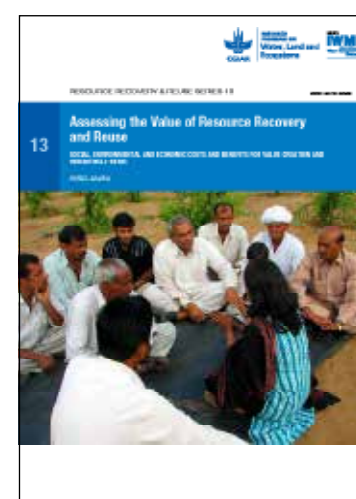 CGIAR
Water, Land and
Ecosystems
IWMI
RESOURCE RECOVERY & REUSE SERIES 13
13
Assessing the Value of Resource Recovery
and Reuse
SOCIAL, ENVIRONMENTAL AND ECONOMIC COSTS AND BENEFITS FOR VALUE CREATION AND